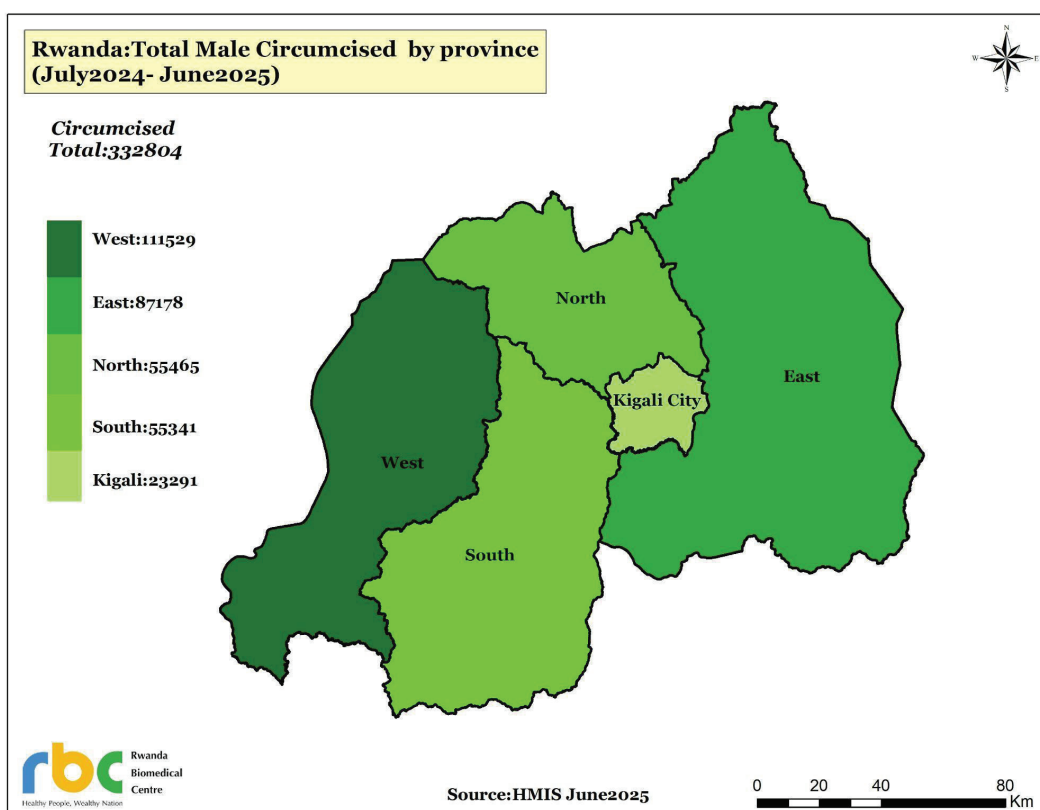 Rwanda:Total Male Circumcised by province
(July2024- June2025)
N
W
E
S
Circumcised
Total:332804
West:111529
East:87178
North:55465
South:55341
Kigali:23291
North
East
Kigali City
West
South
rbc
Rwanda
Biomedical
Centre
Healthy People, Wealthy Nation
Source:HMIS June2025
0 20 40 80
Km